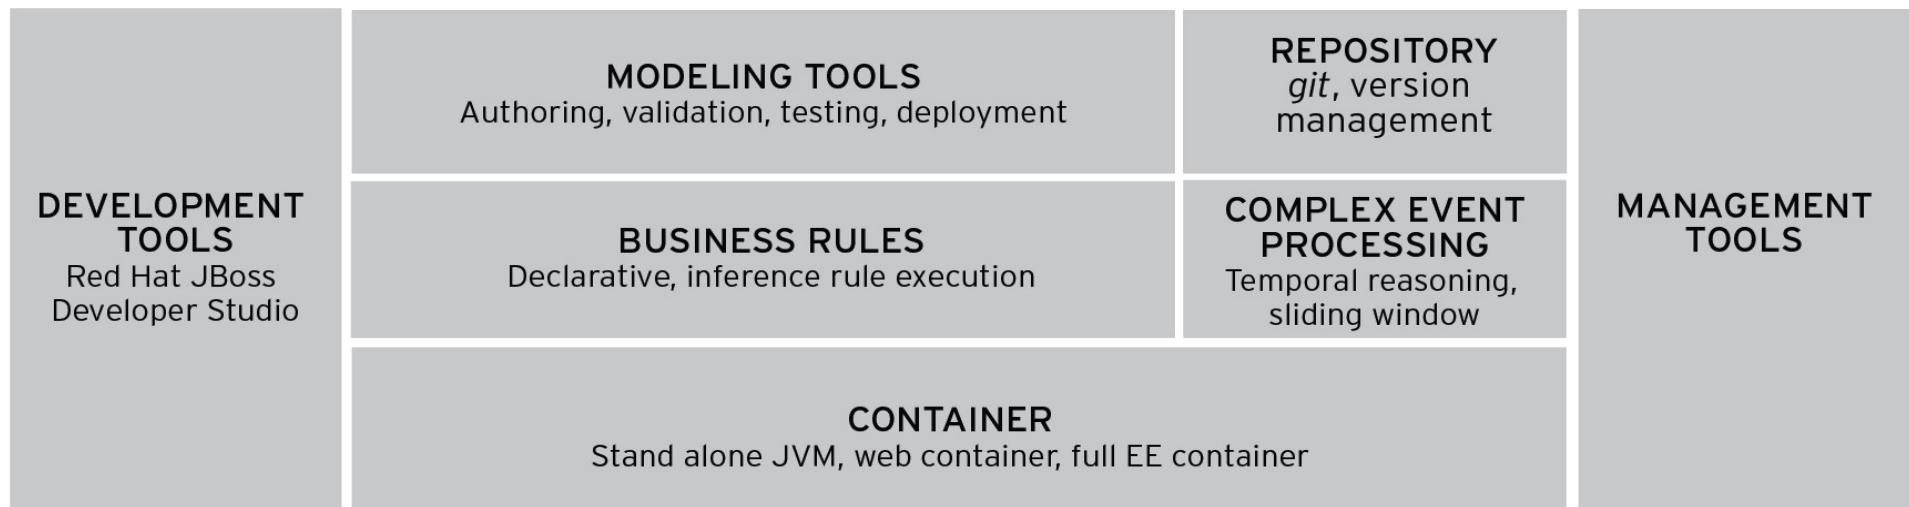 DEVELOPMENT
TOOLS
Red Hat JBoss
Developer Studio
MODELING TOOLS
Authoring, validation, testing, deployment
REPOSITORY
git, version
management
BUSINESS RULES
Declarative, inference rule execution
COMPLEX EVENT
PROCESSING
Temporal reasoning,
sliding window
CONTAINER
Stand alone JVM, web container, full EE container
MANAGEMENT
TOOLS